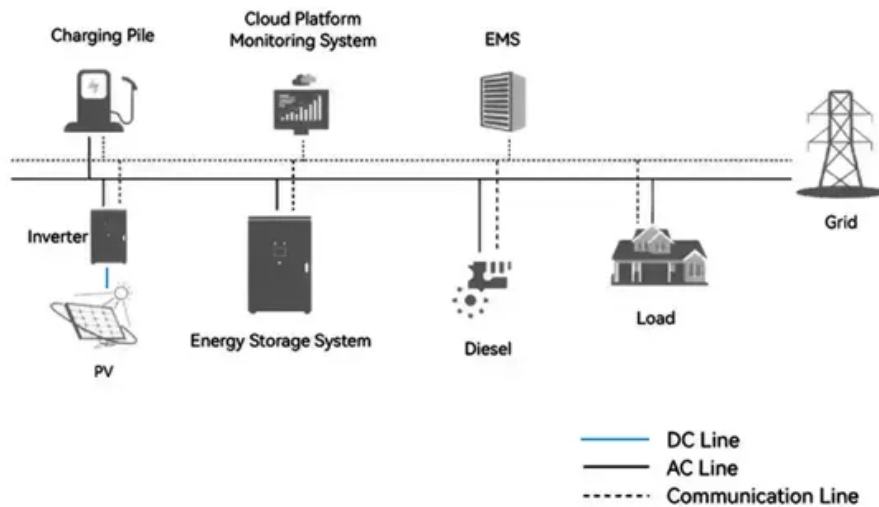 Charging Pile
Cloud Platform
Monitoring System
EMS
Grid
Inverter
PV
Energy Storage System
Diesel
Load
DC Line
AC Line
Communication Line